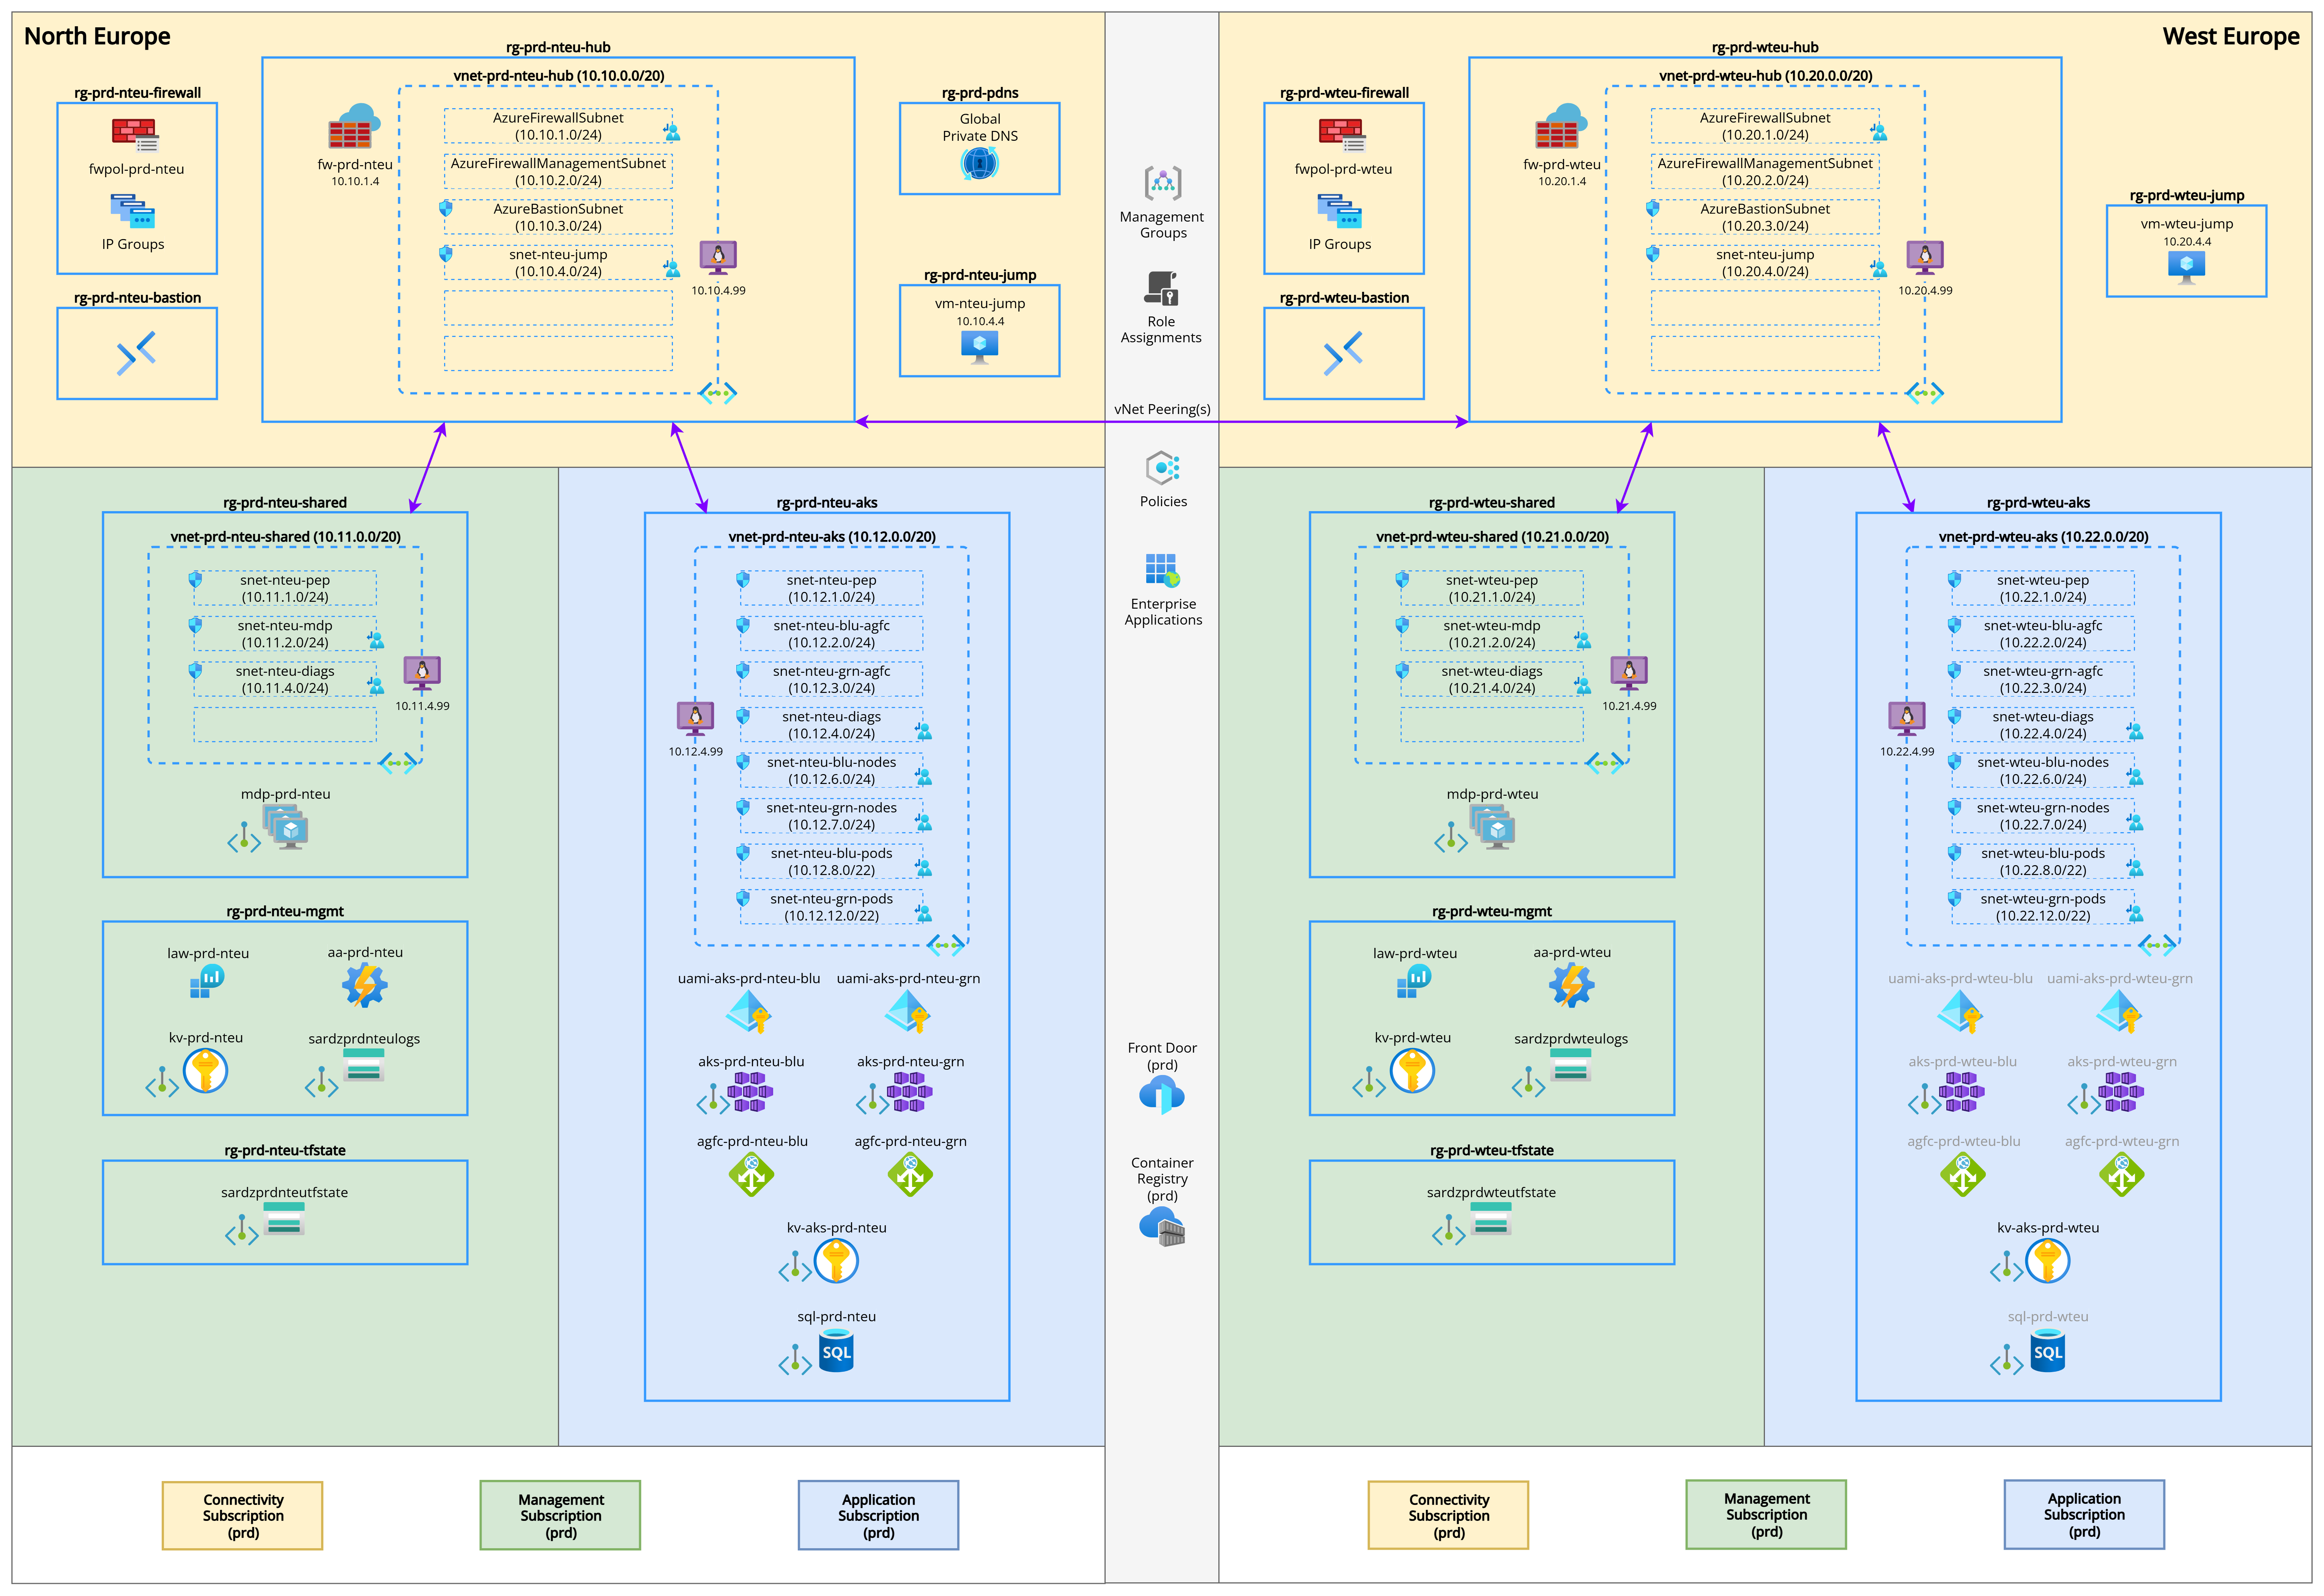 North Europe
rg-prd-nteu-hub
vnet-prd-nteu-hub (10.10.0.0/20)
rg-prd-nteu-firewall
fwpol-prd-nteu
IP Groups
rg-prd-nteu-bastion
fw-prd-nteu
10.10.1.4
AzureFirewallSubnet
(10.10.1.0/24)
AzureFirewallManagementSubnet
(10.10.2.0/24)
AzureBastionSubnet
(10.10.3.0/24)
snet-nteu-jump
(10.10.4.0/24)
10.10.4.99
rg-prd-pdns
Global
Private DNS
rg-prd-nteu-jump
vm-nteu-jump
10.10.4.4
Management
Groups
Role
Assignments
vNet Peering(s)
Policies
Enterprise
Applications
Front Door
(prd)
Container
Registry
(prd)
West Europe
rg-prd-wteu-hub
vnet-prd-wteu-hub (10.20.0.0/20)
rg-prd-wteu-firewall
fwpol-prd-wteu
IP Groups
rg-prd-wteu-bastion
fw-prd-wteu
10.20.1.4
AzureFirewallSubnet
(10.20.1.0/24)
AzureFirewallManagementSubnet
(10.20.2.0/24)
AzureBastionSubnet
(10.20.3.0/24)
snet-nteu-jump
(10.20.4.0/24)
10.20.4.99
rg-prd-wteu-jump
vm-wteu-jump
10.20.4.4
rg-prd-nteu-shared
vnet-prd-nteu-shared (10.11.0.0/20)
snet-nteu-pep
(10.11.1.0/24)
snet-nteu-mdp
(10.11.2.0/24)
snet-nteu-diags
(10.11.4.0/24)
10.11.4.99
mdp-prd-nteu
rg-prd-nteu-mgmt
law-prd-nteu
aa-prd-nteu
kv-prd-nteu
sardzprdnteulogs
rg-prd-nteu-tfstate
sardzprdnteutfstate
rg-prd-nteu-aks
vnet-prd-nteu-aks (10.12.0.0/20)
snet-nteu-pep
(10.12.1.0/24)
snet-nteu-blu-agfc
(10.12.2.0/24)
snet-nteu-grn-agfc
(10.12.3.0/24)
snet-nteu-diags
(10.12.4.0/24)
10.12.4.99
snet-nteu-blu-nodes
(10.12.6.0/24)
snet-nteu-grn-nodes
(10.12.7.0/24)
snet-nteu-blu-pods
(10.12.8.0/22)
snet-nteu-grn-pods
(10.12.12.0/22)
uami-aks-prd-nteu-blu
uami-aks-prd-nteu-grn
aks-prd-nteu-blu
aks-prd-nteu-grn
agfc-prd-nteu-blu
agfc-prd-nteu-grn
kv-aks-prd-nteu
sql-prd-nteu
SQL
rg-prd-wteu-shared
vnet-prd-wteu-shared (10.21.0.0/20)
snet-wteu-pep
(10.21.1.0/24)
snet-wteu-mdp
(10.21.2.0/24)
snet-wteu-diags
(10.21.4.0/24)
10.21.4.99
mdp-prd-wteu
rg-prd-wteu-mgmt
law-prd-wteu
aa-prd-wteu
kv-prd-wteu
sardzprdwteulogs
rg-prd-wteu-tfstate
sardzprdwteutfstate
rg-prd-wteu-aks
vnet-prd-wteu-aks (10.22.0.0/20)
snet-wteu-pep
(10.22.1.0/24)
snet-wteu-blu-agfc
(10.22.2.0/24)
snet-wteu-grn-agfc
(10.22.3.0/24)
snet-wteu-diags
(10.22.4.0/24)
10.22.4.99
snet-wteu-blu-nodes
(10.22.6.0/24)
snet-wteu-grn-nodes
(10.22.7.0/24)
snet-wteu-blu-pods
(10.22.8.0/22)
snet-wteu-grn-pods
(10.22.12.0/22)
uami-aks-prd-wteu-blu
uami-aks-prd-wteu-grn
aks-prd-wteu-blu
aks-prd-wteu-grn
agfc-prd-wteu-blu
agfc-prd-wteu-grn
kv-aks-prd-wteu
sql-prd-wteu
SQL
Connectivity
Subscription
(prd)
Management
Subscription
(prd)
Application
Subscription
(prd)
Connectivity
Subscription
(prd)
Management
Subscription
(prd)
Application
Subscription
(prd)